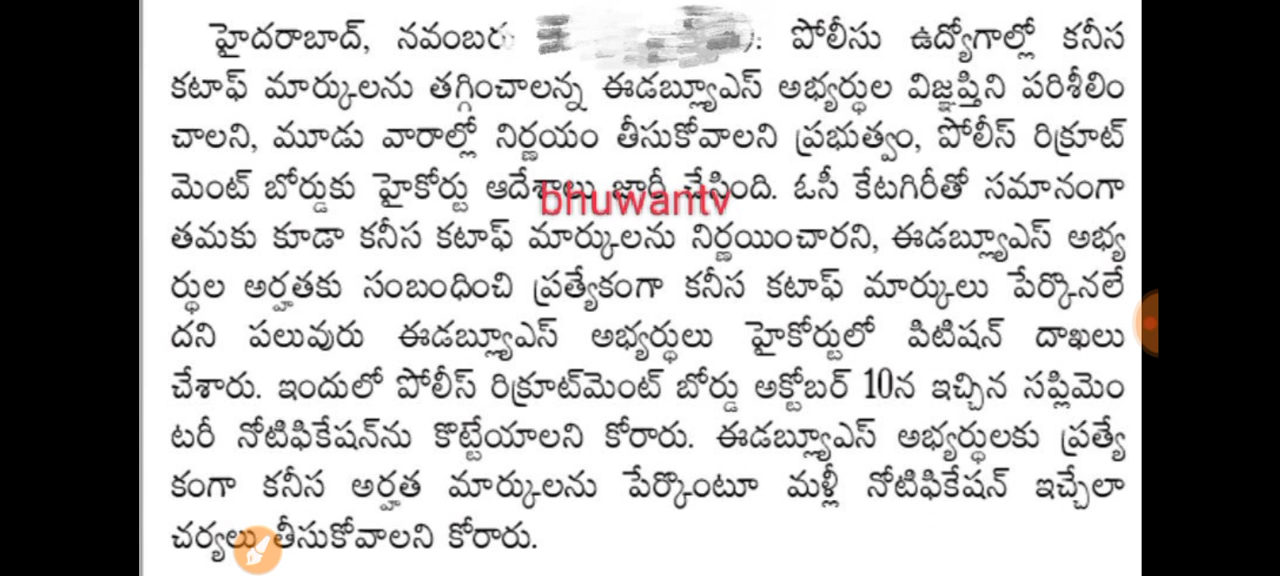 హైదరాబాద్, నవంబరు ): పోలీసు ఉద్యోగాల్లో కనీస
కటాఫ్ మార్కులను తగ్గించాలన్న ఈడబ్ల్యూఎస్ అభ్యర్థుల విజ్ఞప్తిని పరిశీలిం
చాలని, మూడు వారాల్లో నిర్ణయం తీసుకోవాలని ప్రభుత్వం, పోలీస్ రిక్రూట్
మెంట్ బోర్డుకు హైకోర్టు ఆదేశాలు జారీ చేసింది. ఓసీ కేటగిరీతో సమానంగా
bhuwantv
తమకు కూడా కనీస కటాఫ్ మార్కులను నిర్ణయించారని, ఈడబ్ల్యూఎస్ అభ్య
ర్థుల అర్హతకు సంబంధించి ప్రత్యేకంగా కనీస కటాఫ్ మార్కులు పేర్కొనలే
దని పలువురు ఈడబ్ల్యూఎస్ అభ్యర్థులు హైకోర్టులో పిటిషన్ దాఖలు
చేశారు. ఇందులో పోలీస్ రిక్రూట్‌మెంట్ బోర్డు అక్టోబర్ 10న ఇచ్చిన సప్లిమెం
టరీ నోటిఫికేషన్‌ను కొట్టేయాలని కోరారు. ఈడబ్ల్యూఎస్ అభ్యర్థులకు ప్రత్యే
కంగా కనీస అర్హత మార్కులను పేర్కొంటూ మళ్లీ నోటిఫికేషన్ ఇచ్చేలా
చర్యలు తీసుకోవాలని కోరారు.